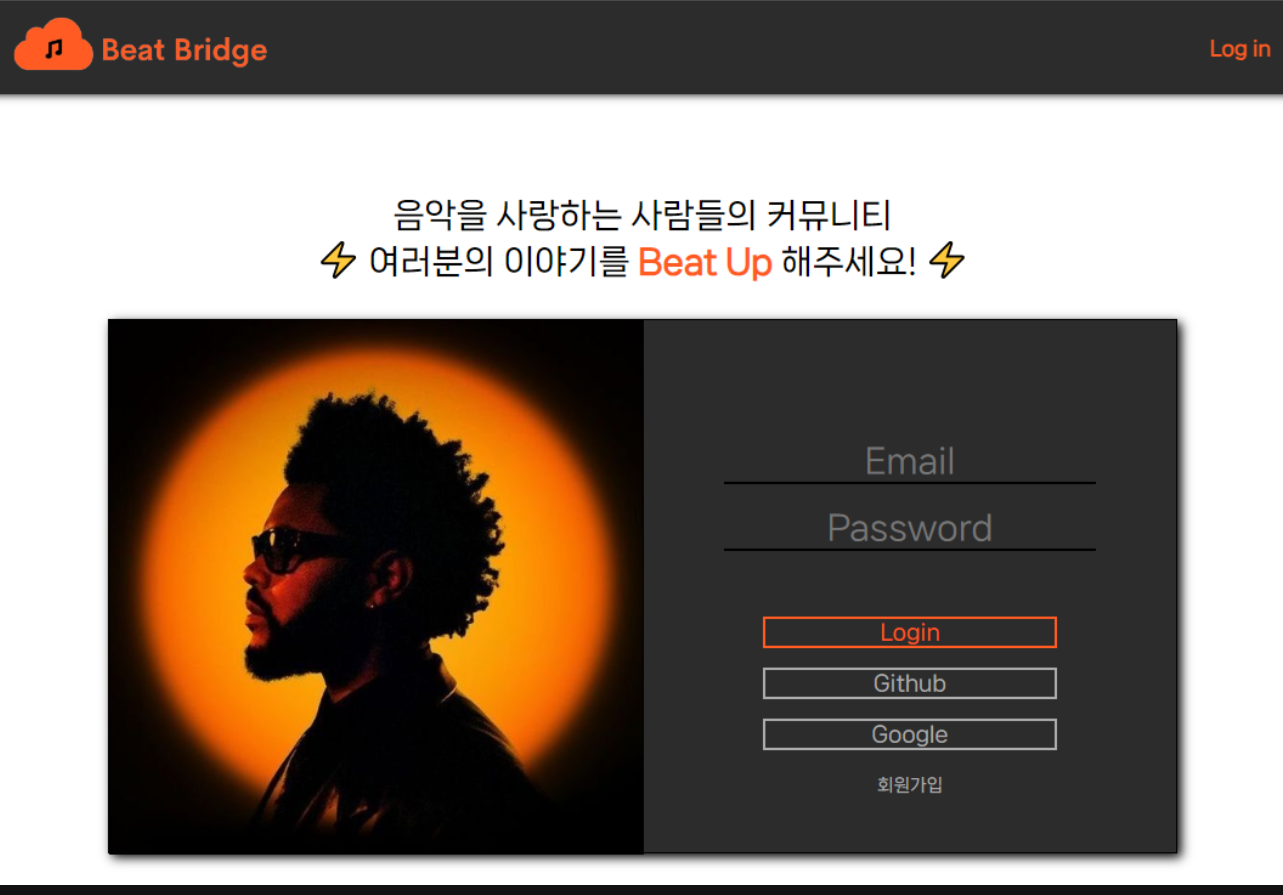 Beat Bridge
Log in
음악을 사랑하는 사람들의 커뮤니티
⚡ 여러분의 이야기를 Beat Up 해주세요! ⚡
Email
Password
Login
Github
Google
회원가입